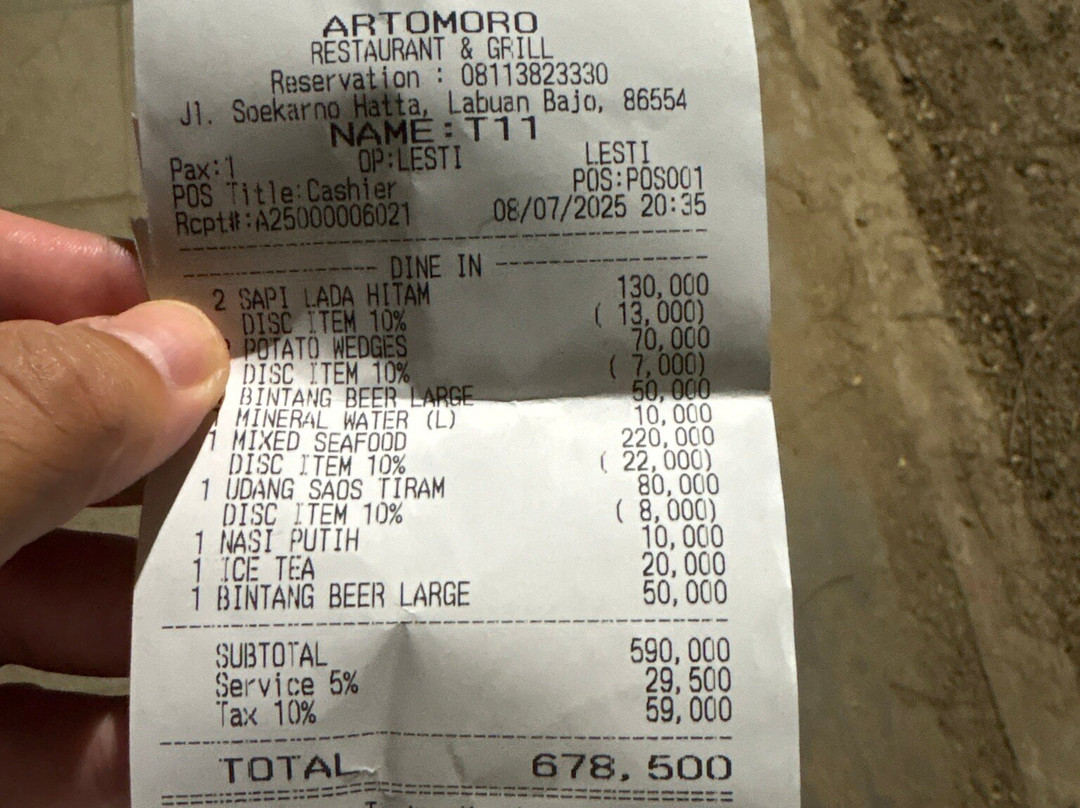 ARTOMORO
RESTAURANT & GRILL
Reservation : 08113823330
Jl. Soekarno Hatta, Labuan Bajo, 86554
NAME:T11
Pax:1 OP:LESTI LESTI
POS Title:Cashier POS:POS001
Rcpt#:A25000006021 08/07/2025 20:35
DINE IN
2 SAPI LADA HITAM 130,000
DISC ITEM 10% ( 13,000)
POTATO WEDGES 70,000
DISC ITEM 10% ( 7,000)
BINTANG BEER LARGE 50,000
1 MINERAL WATER (L) 10,000
1 MIXED SEAFOOD 220,000
DISC ITEM 10% ( 22,000)
1 UDANG SAOS TIRAM 80,000
DISC ITEM 10% ( 8,000)
1 NASI PUTIH 10,000
1 ICE TEA 20,000
1 BINTANG BEER LARGE 50,000
SUBTOTAL 590,000
Service 5% 29,500
Tax 10% 59,000
TOTAL 678,500